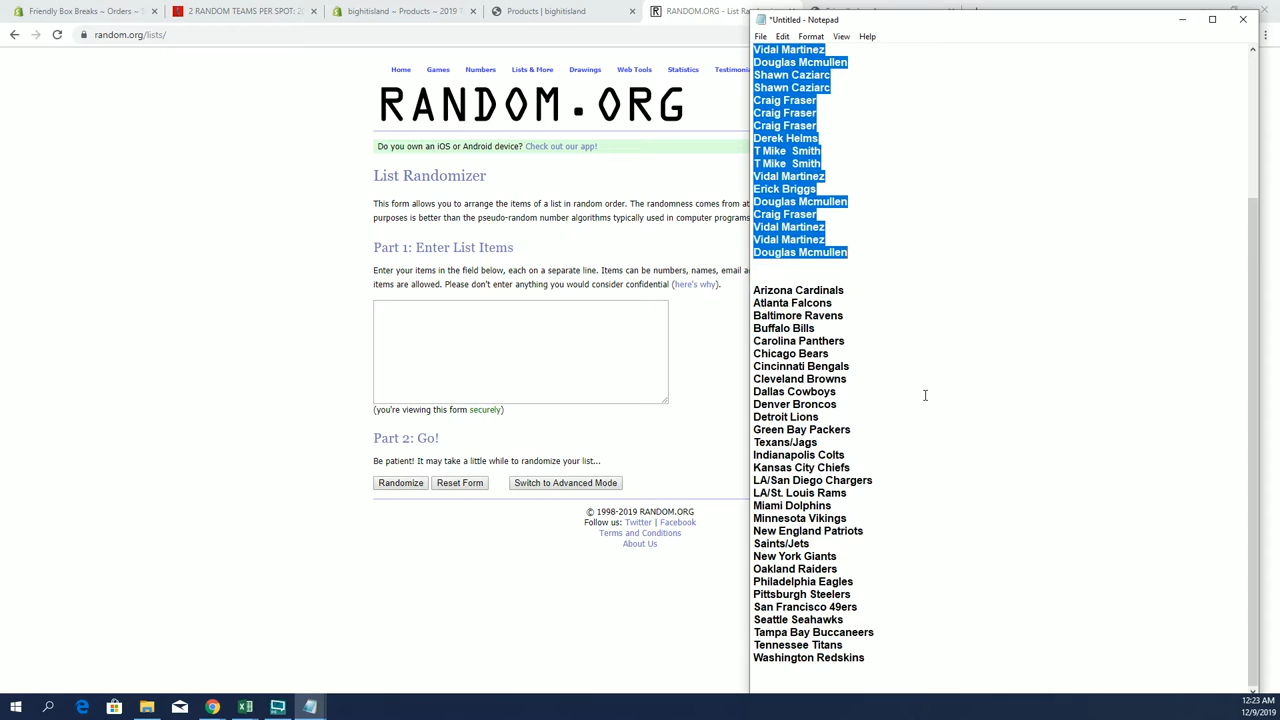 Friendly Box Breaks ~ Orders ~ S
2 RANDOM TEAMS PER SPOT: 20
bighitisland ~ Products ~ 2019 T
Products | bighitisland
RANDOM.ORG - List Ra
random.org/lists/
Home Games Numbers Lists & More Drawings Web Tools Statistics Testimonia
RANDOM.ORG
Do you own an iOS or Android device? Check out our app!
List Randomizer
This form allows you to arrange the items of a list in random order. The randomness comes from at
purposes is better than the pseudo-random number algorithms typically used in computer programs
Part 1: Enter List Items
Enter your items in the field below, each on a separate line. Items can be numbers, names, email a
items are allowed. Please don't enter anything you would consider confidential (here's why).
(you're viewing this form securely)
Part 2: Go!
Be patient! It may take a little while to randomize your list...
Randomize Reset Form Switch to Advanced Mode
© 1998-2019 RANDOM.ORG
Follow us: Twitter | Facebook
Terms and Conditions
About Us
*Untitled - Notepad
File Edit Format View Help
Vidal Martinez
Douglas Mcmullen
Shawn Caziarc
Shawn Caziarc
Craig Fraser
Craig Fraser
Craig Fraser
Derek Helms
T Mike Smith
T Mike Smith
Vidal Martinez
Erick Briggs
Douglas Mcmullen
Craig Fraser
Vidal Martinez
Vidal Martinez
Douglas Mcmullen
Arizona Cardinals
Atlanta Falcons
Baltimore Ravens
Buffalo Bills
Carolina Panthers
Chicago Bears
Cincinnati Bengals
Cleveland Browns
Dallas Cowboys
Denver Broncos
Detroit Lions
Green Bay Packers
Texans/Jags
Indianapolis Colts
Kansas City Chiefs
LA/San Diego Chargers
LA/St. Louis Rams
Miami Dolphins
Minnesota Vikings
New England Patriots
Saints/Jets
New York Giants
Oakland Raiders
Philadelphia Eagles
Pittsburgh Steelers
San Francisco 49ers
Seattle Seahawks
Tampa Bay Buccaneers
Tennessee Titans
Washington Redskins
12:23 AM
12/9/2019